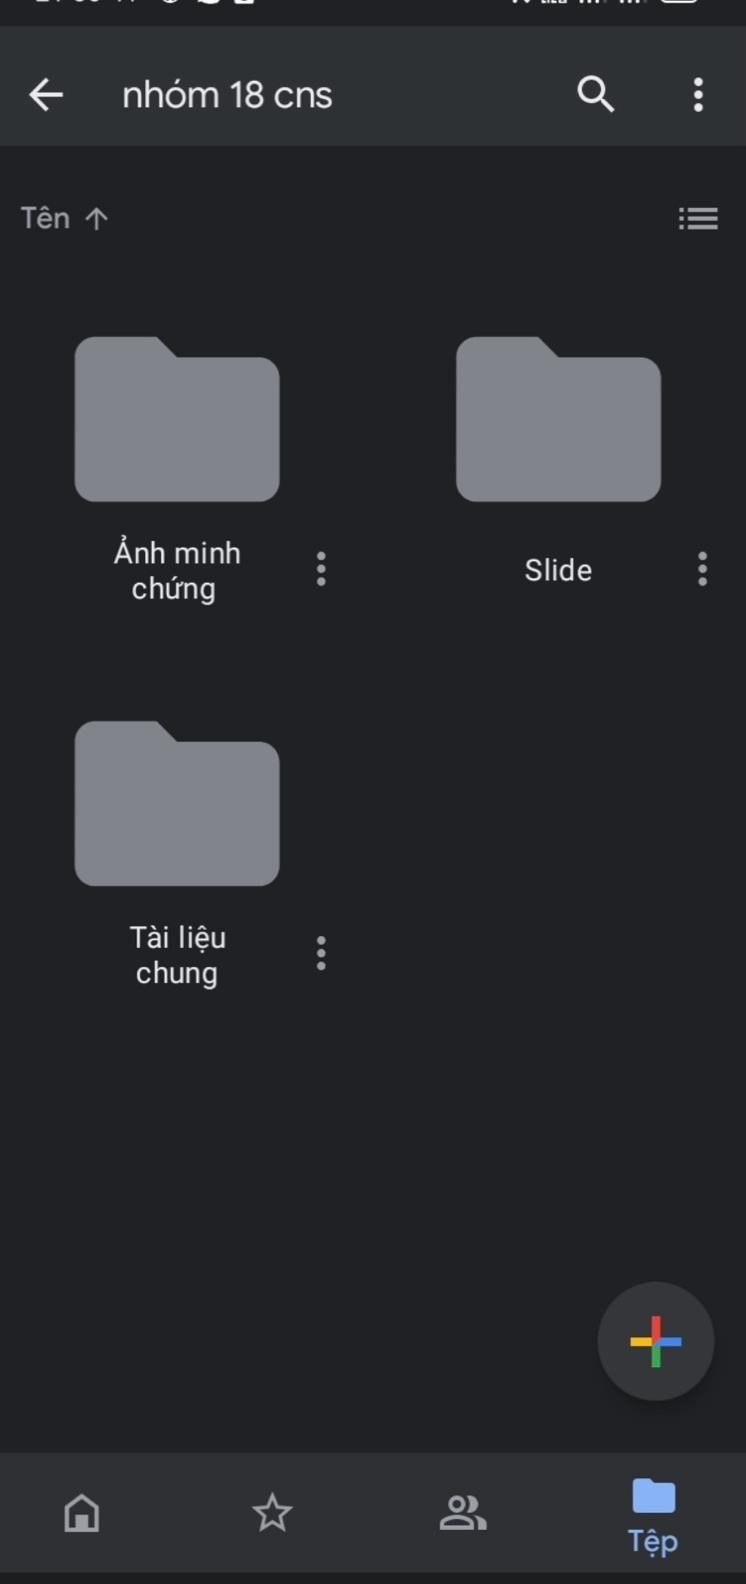 nhóm 18 cns
Tên
Ảnh minh
chứng
Slide
Tài liệu
chung
Tệp